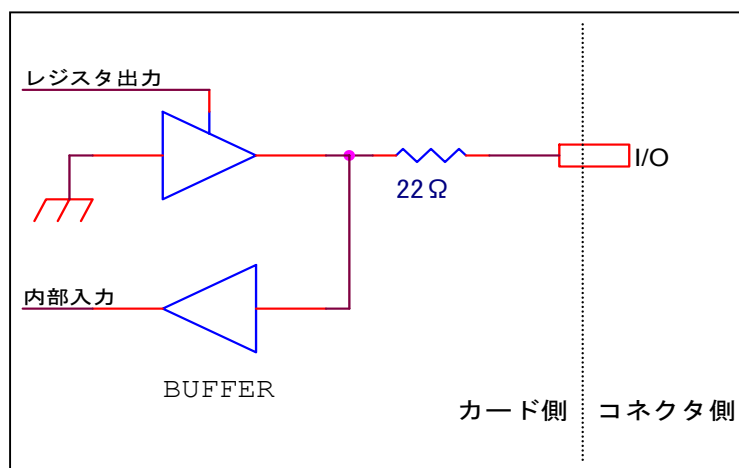 レジスタ出力
I/O
22Ω
内部入力
BUFFER
カード側
コネクタ側